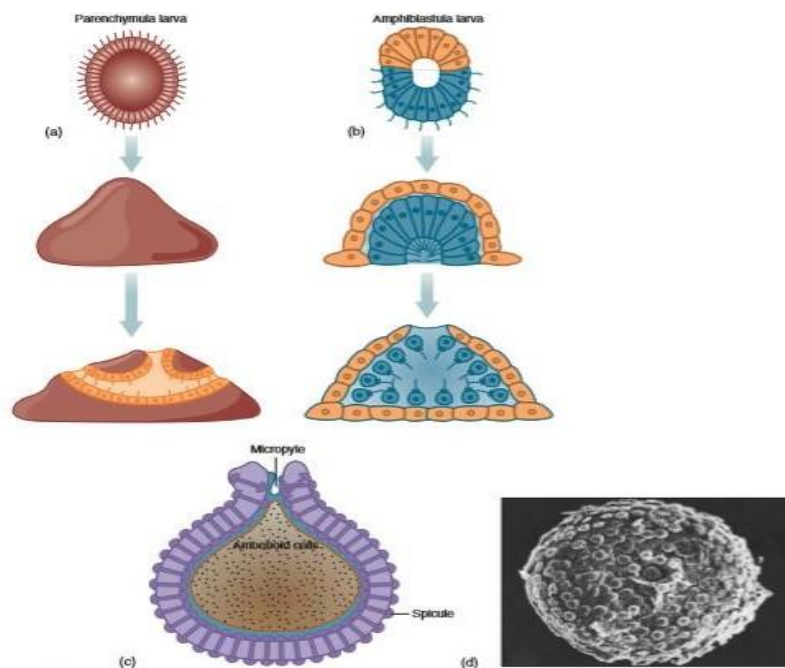 Parenchymula larva
Amphiblastula larva
(a)
(b)
Micropyle
Amoeboid cells
Spicule
(c)
(d)